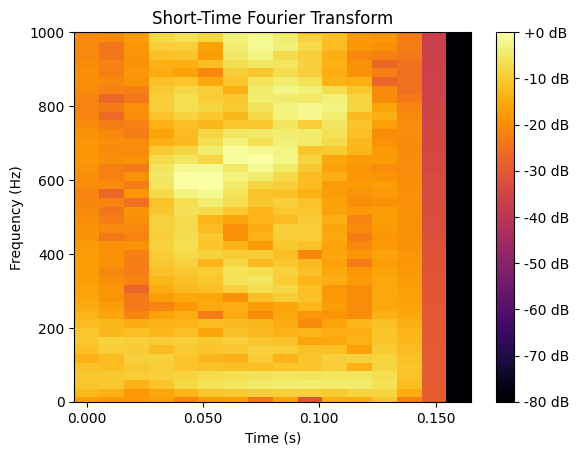 Short-Time Fourier Transform
Frequency (Hz)
1000
800
600
400
200
0
0.000
0.050
0.100
0.150
Time (s)
+0 dB
-10 dB
-20 dB
-30 dB
-40 dB
-50 dB
-60 dB
-70 dB
-80 dB